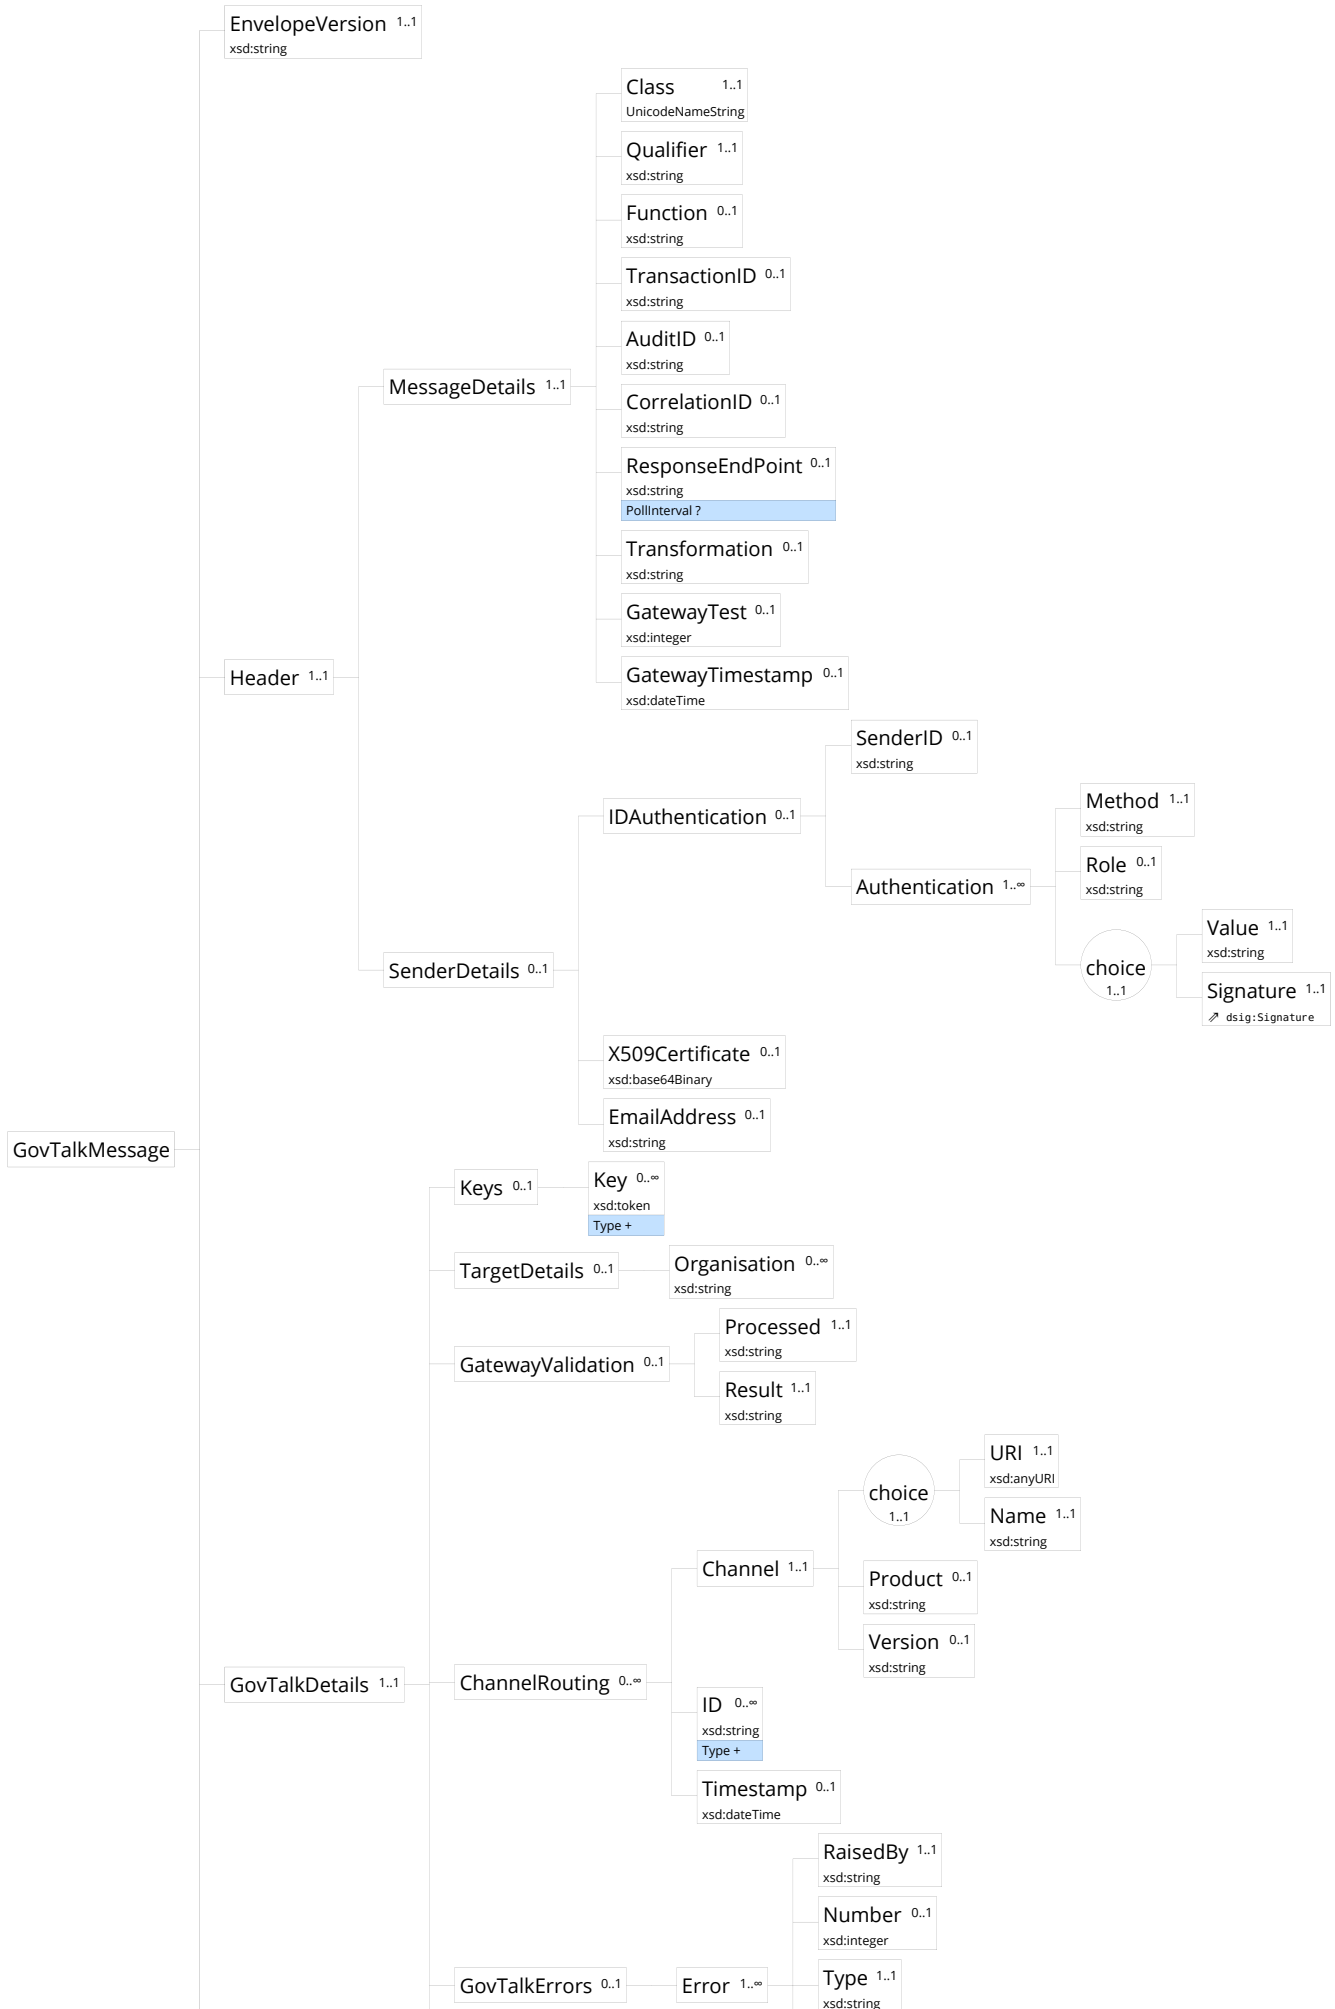 EnvelopeVersion 1..1
xsd:string
Class 1..1
UnicodeNameString
Qualifier 1..1
xsd:string
Function 0..1
xsd:string
TransactionID 0..1
xsd:string
AuditID 0..1
xsd:string
MessageDetails 1..1
CorrelationID 0..1
xsd:string
ResponseEndPoint 0..1
xsd:string
PollInterval ?
Transformation 0..1
xsd:string
GatewayTest 0..1
xsd:integer
Header 1..1
GatewayTimestamp 0..1
xsd:dateTime
SenderID 0..1
xsd:string
IDAuthentication 0..1
Method 1..1
xsd:string
Role 0..1
xsd:string
Authentication 1..∞
Value 1..1
xsd:string
SenderDetails 0..1
choice
1..1
Signature 1..1
⇗ dsig:Signature
X509Certificate 0..1
xsd:base64Binary
EmailAddress 0..1
xsd:string
GovTalkMessage
Keys 0..1
Key 0..∞
xsd:token
Type +
TargetDetails 0..1
Organisation 0..∞
xsd:string
Processed 1..1
xsd:string
GatewayValidation 0..1
Result 1..1
xsd:string
URI 1..1
xsd:anyURI
choice
1..1
Name 1..1
xsd:string
Channel 1..1
Product 0..1
xsd:string
Version 0..1
xsd:string
GovTalkDetails 1..1
ChannelRouting 0..∞
ID 0..∞
xsd:string
Type +
Timestamp 0..1
xsd:dateTime
RaisedBy 1..1
xsd:string
Number 0..1
xsd:integer
GovTalkErrors 0..1
Error 1..∞
Type 1..1
xsd:string